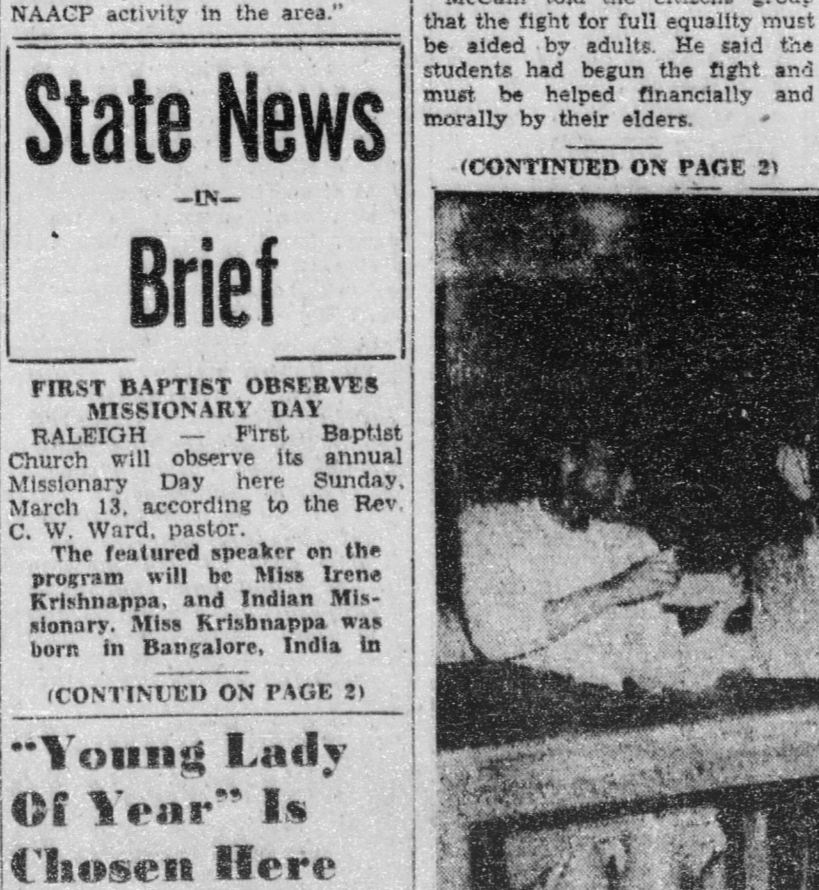 NAACP activity in the area."
State News
—IN—
Brief
FIRST BAPTIST OBSERVES
MISSIONARY DAY
RALEIGH — First Baptist
Church will observe its annual
Missionary Day here Sunday,
March 13, according to the Rev.
C. W. Ward, pastor.
The featured speaker on the
program will be Miss Irene
Krishnappa, and Indian Mis-
sionary. Miss Krishnappa was
born in Bangalore, India in
(CONTINUED ON PAGE 2)
"Young Lady
Of Year" Is
Chosen Here
told the citizens group
that the fight for full equality must
be aided by adults. He said the
students had begun the fight and
must be helped financially and
morally by their elders.
(CONTINUED ON PAGE 2)